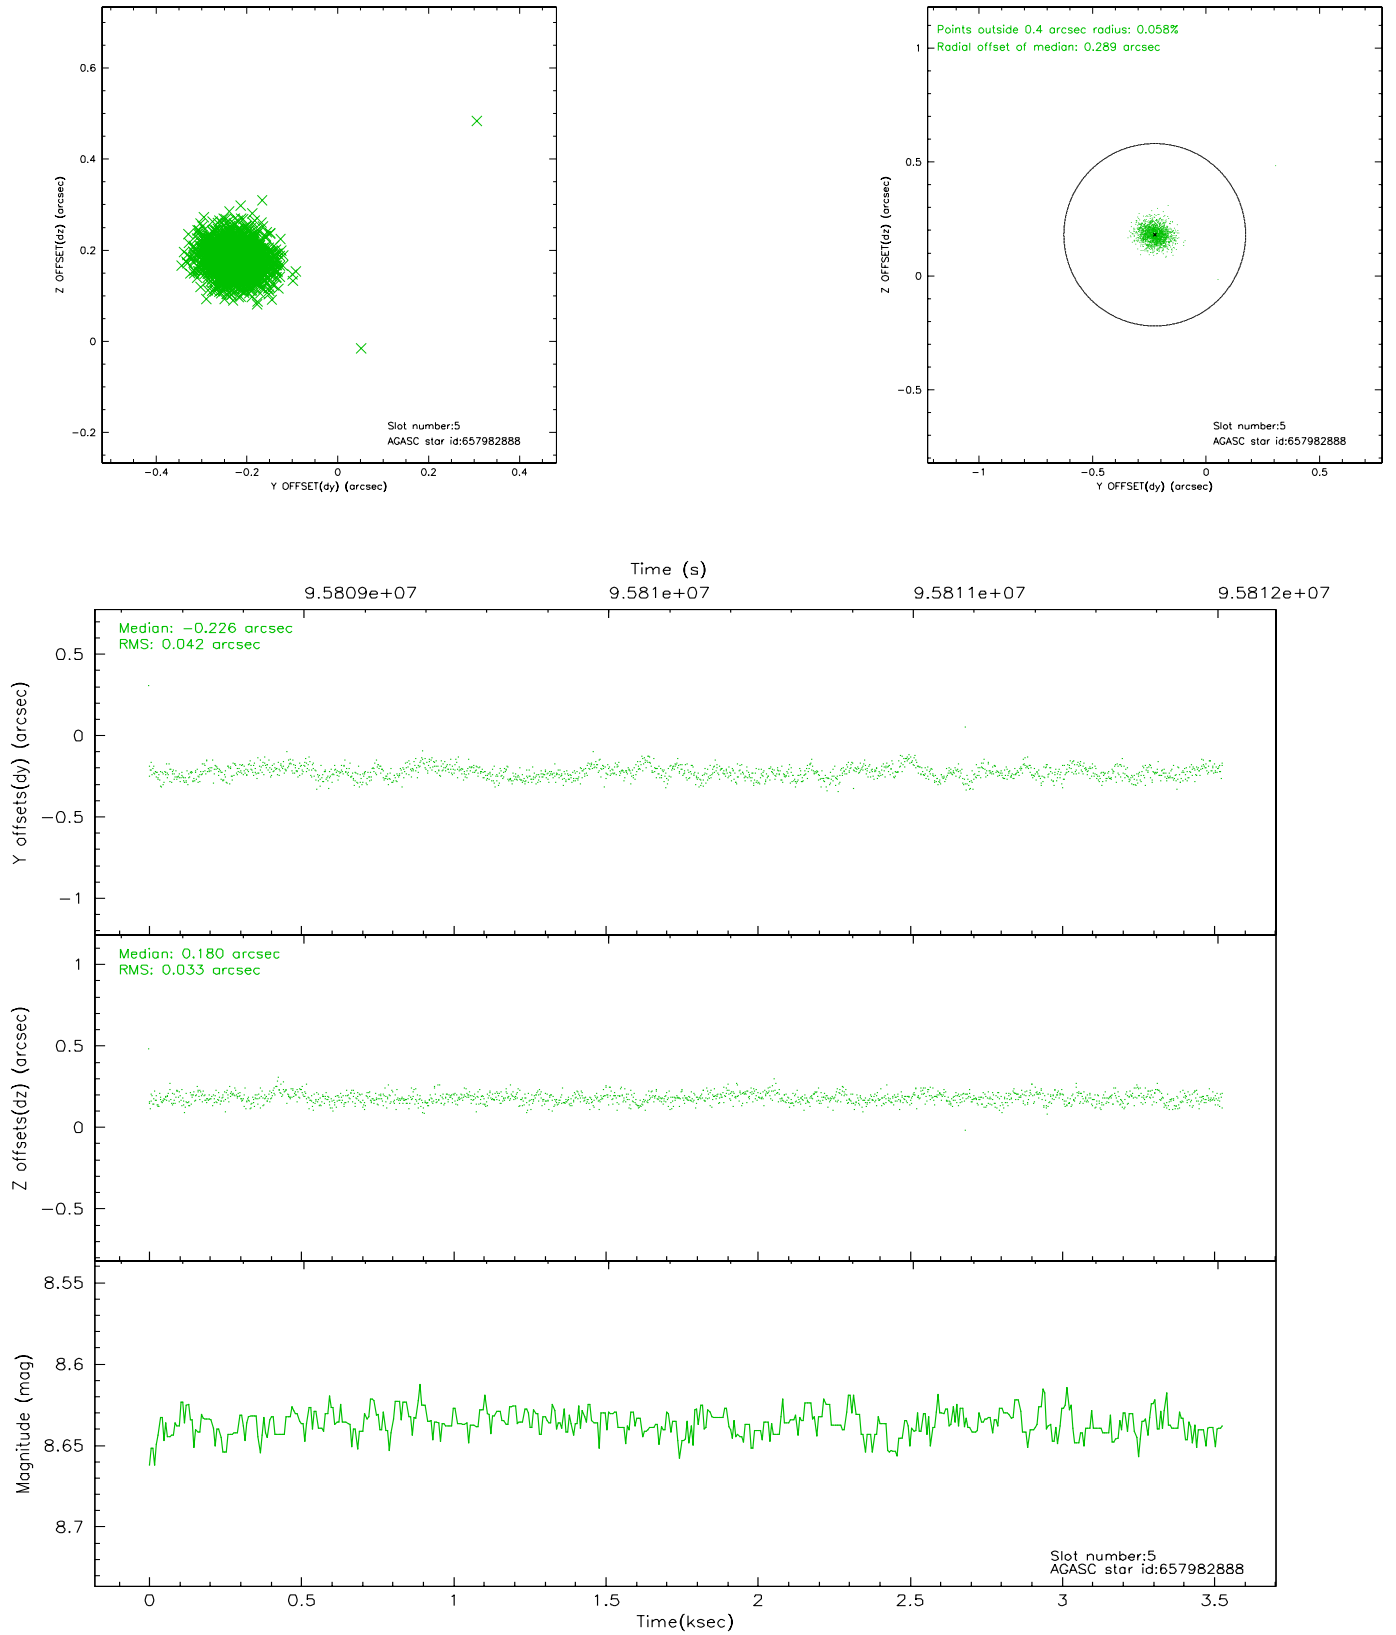 0.6
0.4
0.2
0
−0.2
Z OFFSET(dz) (arcsec)
Slot number:5
AGASC star id:657982888
−0.4 −0.2 0 0.2 0.4
Y OFFSET(dy) (arcsec)
Points outside 0.4 arcsec radius: 0.058%
Radial offset of median: 0.289 arcsec
1
0.5
0
−0.5
Z OFFSET(dz) (arcsec)
Slot number:5
AGASC star id:657982888
−1 −0.5 0 0.5
Y OFFSET(dy) (arcsec)
Time (s)
9.5809e+07 9.581e+07 9.5811e+07 9.5812e+07
Median: −0.226 arcsec
RMS: 0.042 arcsec
0.5
0
−0.5
−1
Y offsets(dy) (arcsec)
Median: 0.180 arcsec
RMS: 0.033 arcsec
1
0.5
0
−0.5
Z offsets(dz) (arcsec)
8.55
8.6
8.65
8.7
Magnitude (mag)
Slot number:5
AGASC star id:657982888
0 0.5 1 1.5 2 2.5 3 3.5
Time(ksec)